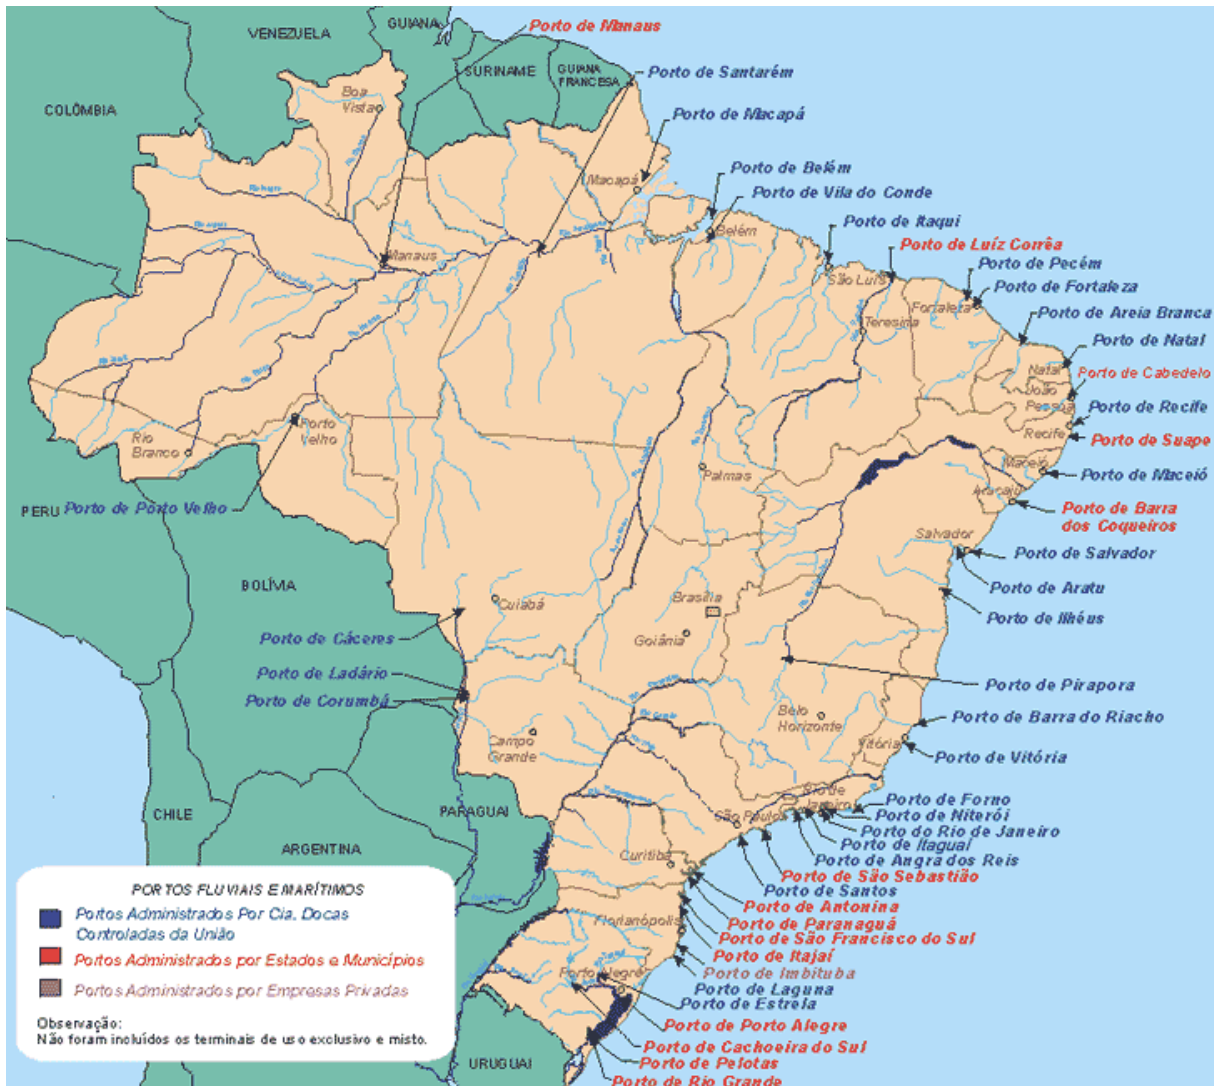 VENEZUELA
GUIANA
Porto de Manaus
SURINAME
GUIANA
FRANCESA
Porto de Santarém
COLÔMBIA
Boa
Vista
Porto de Macapá
Macapá
Porto de Belém
Porto de Vila do Conde
Belém
Porto de Itaqui
Manaus
Porto de Luíz Corrêa
Porto de Pecém
São Luís
Porto de Fortaleza
Fortaleza
Porto de Areia Branca
Teresina
Porto de Natal
Natal
Porto de Cabedelo
João
Pessoa
Porto de Recife
Recife
Porto de Suape
Porto
Velho
Rio
Branco
Maceió
Porto de Maceió
Palmas
Aracaju
PERU
Porto de Porto Velho
Porto de Barra
dos Coqueiros
Salvador
Porto de Salvador
BOLÍMA
Porto de Aratu
Cuiabá
Brasília
Porto de Ilhéus
Porto de Cáceres
Goiânia
Porto de Ladário
Porto de Corumbá
Porto de Pirapora
Belo
Horizonte
Porto de Barra do Riacho
Campo
Grande
Vitória
Porto de Vitória
CHILE
PARAGUAI
Rio de
Janeiro
Porto de Forno
Porto de Niterói
São Paulo
Porto do Rio de Janeiro
Porto de Itaguaí
ARGENTINA
Curitiba
Porto de Angra dos Reis
Porto de São Sebastião
Porto de Santos
Porto de Antonina
Florianópolis
Porto de Paranaguá
Porto de São Francisco do Sul
Porto de Itajaí
Porto Alegre
Porto de Imbituba
Porto de Laguna
Porto de Estrela
Porto de Porto Alegre
Porto de Cachoeira do Sul
URUGUAI
Porto de Pelotas
Porto de Rio Grande
PORTOS FLUVIAIS E MARÍTIMOS
Portos Administrados Por Cia. Docas
Controladas da União
Portos Administrados por Estados e Municípios
Portos Administrados por Empresas Privadas
Observação:
Não foram incluídos os terminais de uso exclusivo e misto.